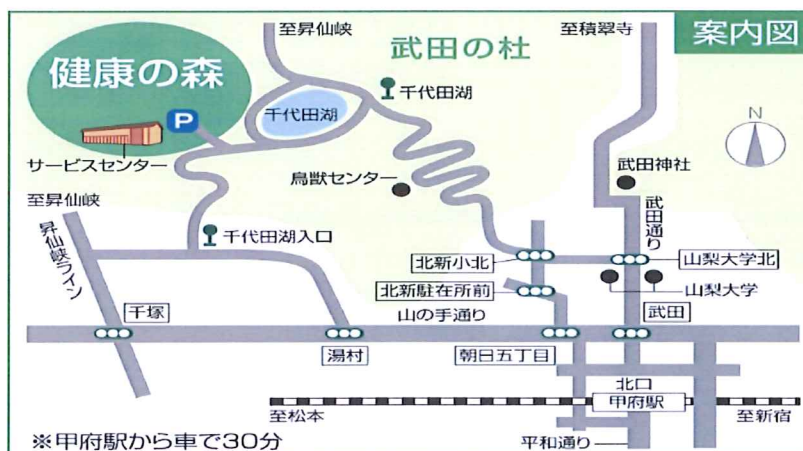 至昇仙峡
武田の杜
至積翠寺
案内図
健康の森
千代田湖
千代田湖
P
N
サービスセンター
鳥獣センター
武田神社
至昇仙峡
武田通り
昇仙峡ライン
千代田湖入口
北新小北
山梨大学北
北新駐在所前
山梨大学
千塚
山の手通り
武田
湯村
朝日五丁目
北口
甲府駅
至松本
至新宿
※甲府駅から車で30分
平和通り